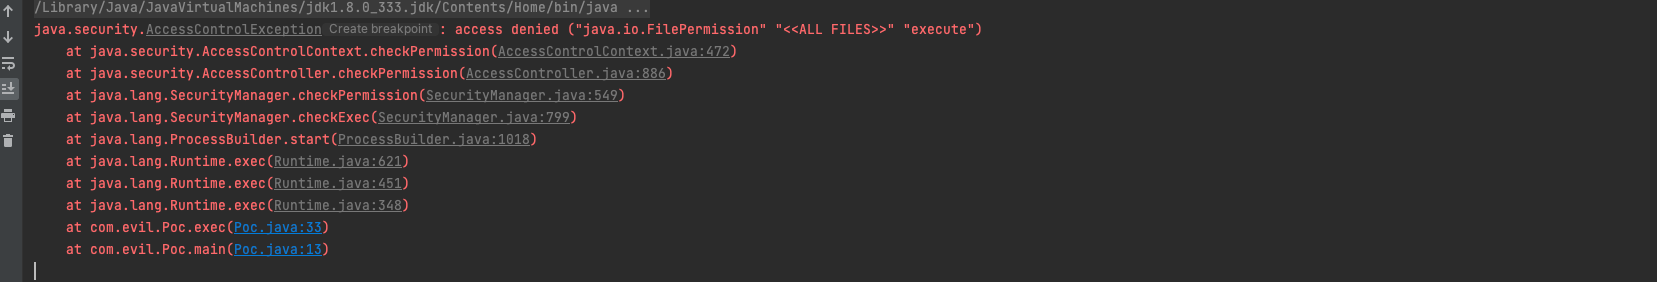 /Library/Java/JavaVirtualMachines/jdk1.8.0_333.jdk/Contents/Home/bin/java ...
java.security.AccessControlException Create breakpoint : access denied ("java.io.FilePermission" "<<ALL FILES>>" "execute")
at java.security.AccessControlContext.checkPermission(AccessControlContext.java:472)
at java.security.AccessController.checkPermission(AccessController.java:886)
at java.lang.SecurityManager.checkPermission(SecurityManager.java:549)
at java.lang.SecurityManager.checkExec(SecurityManager.java:799)
at java.lang.ProcessBuilder.start(ProcessBuilder.java:1018)
at java.lang.Runtime.exec(Runtime.java:621)
at java.lang.Runtime.exec(Runtime.java:451)
at java.lang.Runtime.exec(Runtime.java:348)
at com.evil.Poc.exec(Poc.java:33)
at com.evil.Poc.main(Poc.java:13)